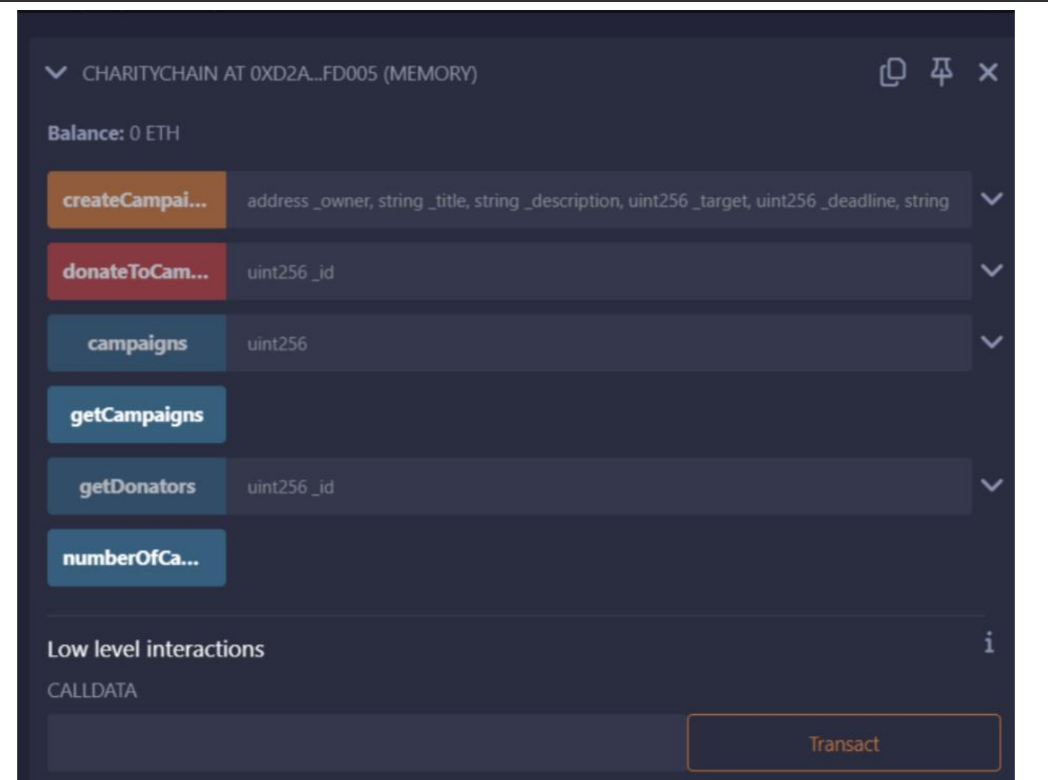 CHARITYCHAIN AT 0XD2A...FD005 (MEMORY)
Balance: 0 ETH
createCampai... address _owner, string _title, string _description, uint256 _target, uint256 _deadline, string
donateToCam... uint256 _id
campaigns uint256
getCampaigns
getDonators uint256 _id
numberOfCa...
Low level interactions i
CALLDATA
Transact